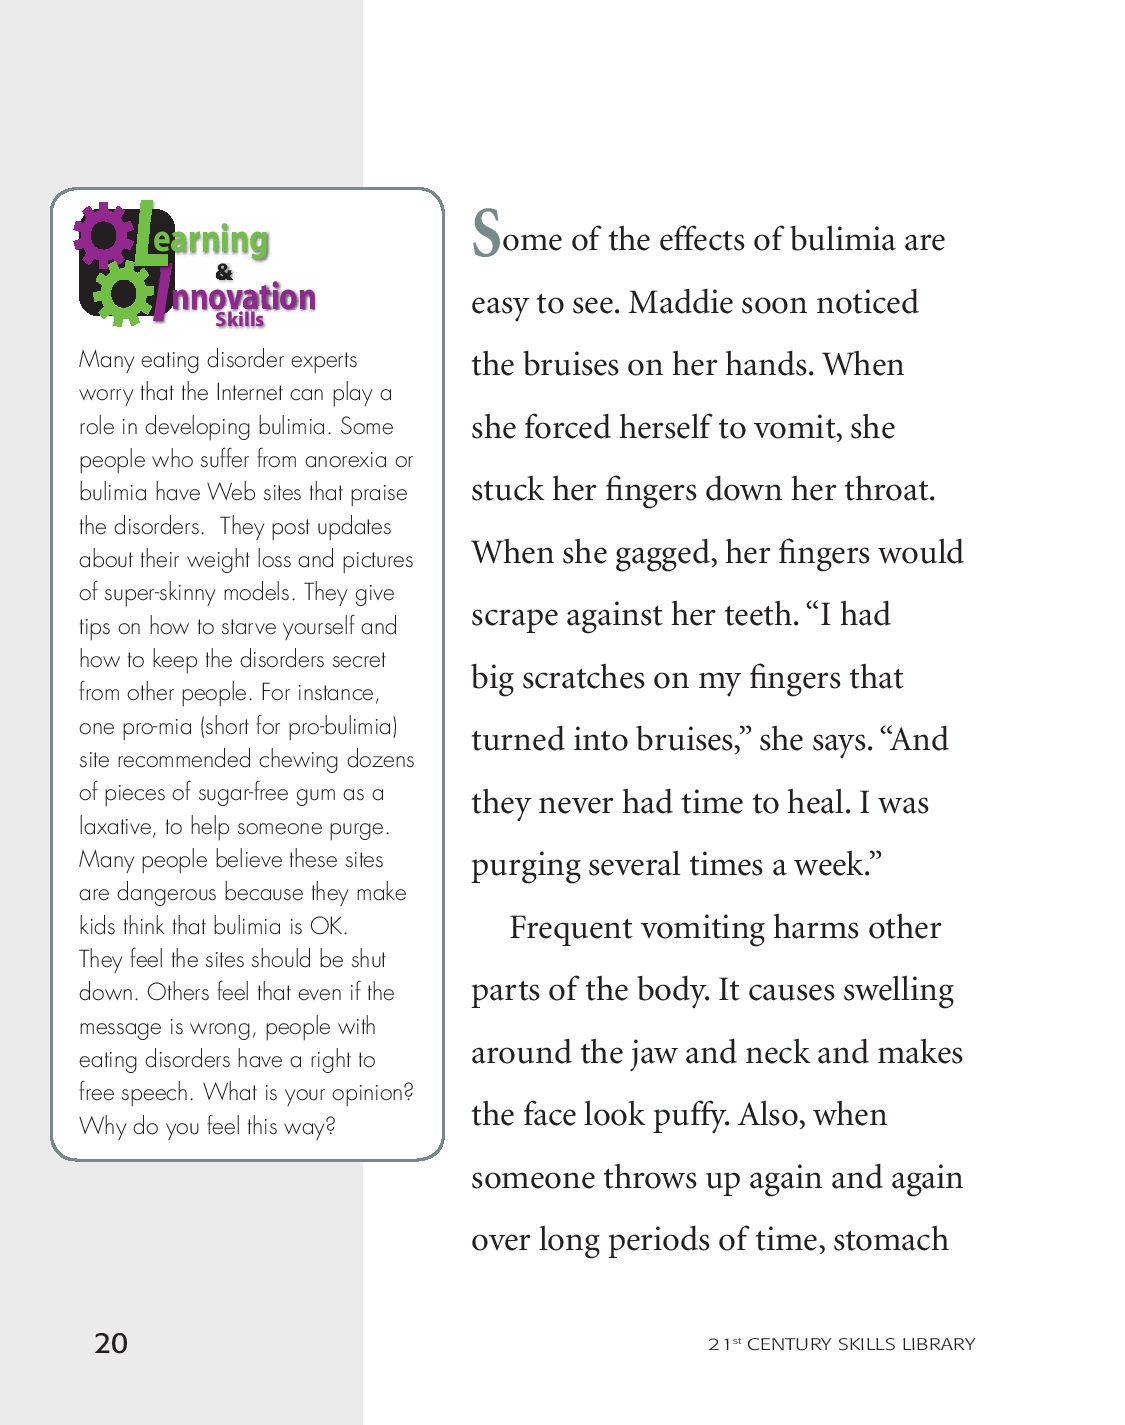 Learning
&
Innovation
Skills
Many eating disorder experts
worry that the Internet can play a
role in developing bulimia. Some
people who suffer from anorexia or
bulimia have Web sites that praise
the disorders.  They post updates
about their weight loss and pictures
of super-skinny models. They give
tips on how to starve yourself and
how to keep the disorders secret
from other people. For instance,
one pro-mia (short for pro-bulimia)
site recommended chewing dozens
of pieces of sugar-free gum as a
laxative, to help someone purge.
Many people believe these sites
are dangerous because they make
kids think that bulimia is OK.
They feel the sites should be shut
down. Others feel that even if the
message is wrong, people with
eating disorders have a right to
free speech. What is your opinion?
Why do you feel this way?
Some of the effects of bulimia are
easy to see. Maddie soon noticed
the bruises on her hands. When
she forced herself to vomit, she
stuck her fingers down her throat.
When she gagged, her fingers would
scrape against her teeth. “I had
big scratches on my fingers that
turned into bruises,” she says. “And
they never had time to heal. I was
purging several times a week.”
Frequent vomiting harms other
parts of the body. It causes swelling
around the jaw and neck and makes
the face look puffy. Also, when
someone throws up again and again
over long periods of time, stomach
20
21st CENTURY SKILLS LIBRARY